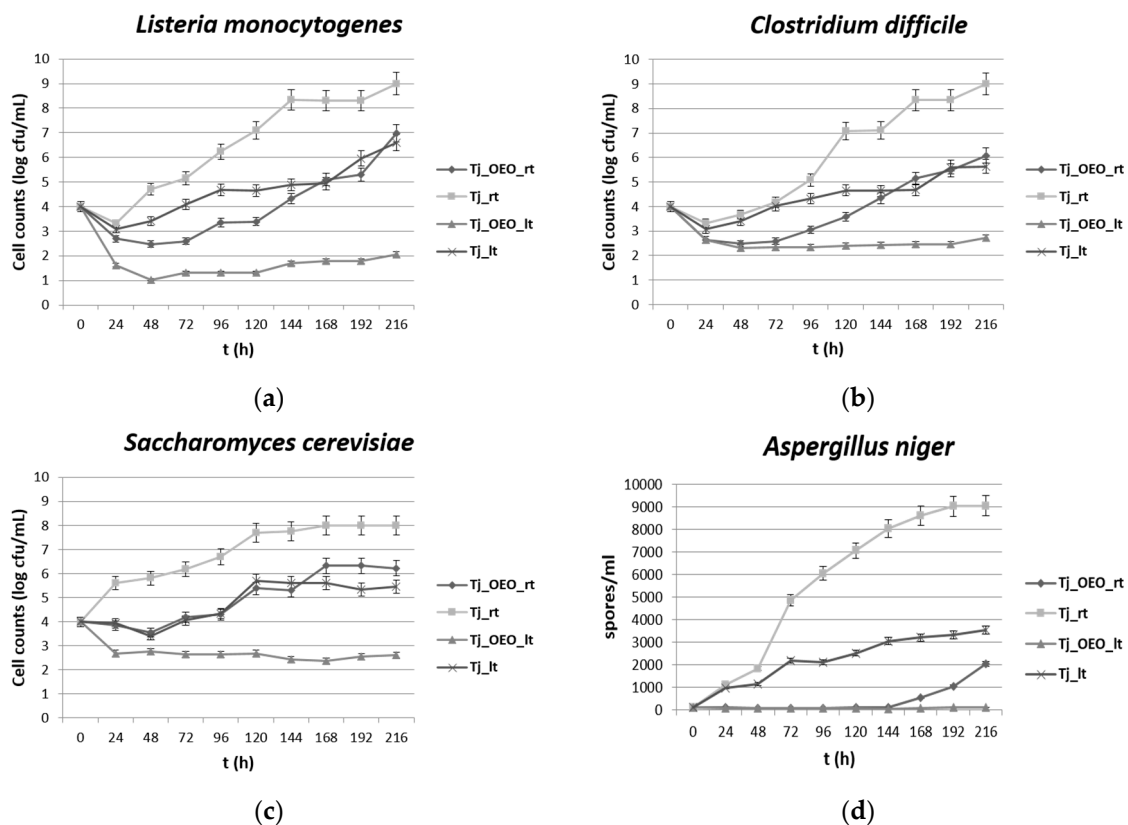 Listeria monocytogenes
Cell counts (log cfu/mL)
10
9
8
7
6
5
4
3
2
1
0
0 24 48 72 96 120 144 168 192 216
t (h)
Tj_OEO_rt
Tj_rt
Tj_OEO_lt
Tj_lt
(a)
Clostridium difficile
Cell counts (log cfu/mL)
10
9
8
7
6
5
4
3
2
1
0
0 24 48 72 96 120 144 168 192 216
t (h)
Tj_OEO_rt
Tj_rt
Tj_OEO_lt
Tj_lt
(b)
Saccharomyces cerevisiae
Cell counts (log cfu/mL)
10
9
8
7
6
5
4
3
2
1
0
0 24 48 72 96 120 144 168 192 216
t (h)
Tj_OEO_rt
Tj_rt
Tj_OEO_lt
Tj_lt
(c)
Aspergillus niger
spores/ml
10000
9000
8000
7000
6000
5000
4000
3000
2000
1000
0
0 24 48 72 96 120 144 168 192 216
t (h)
Tj_OEO_rt
Tj_rt
Tj_OEO_lt
Tj_lt
(d)